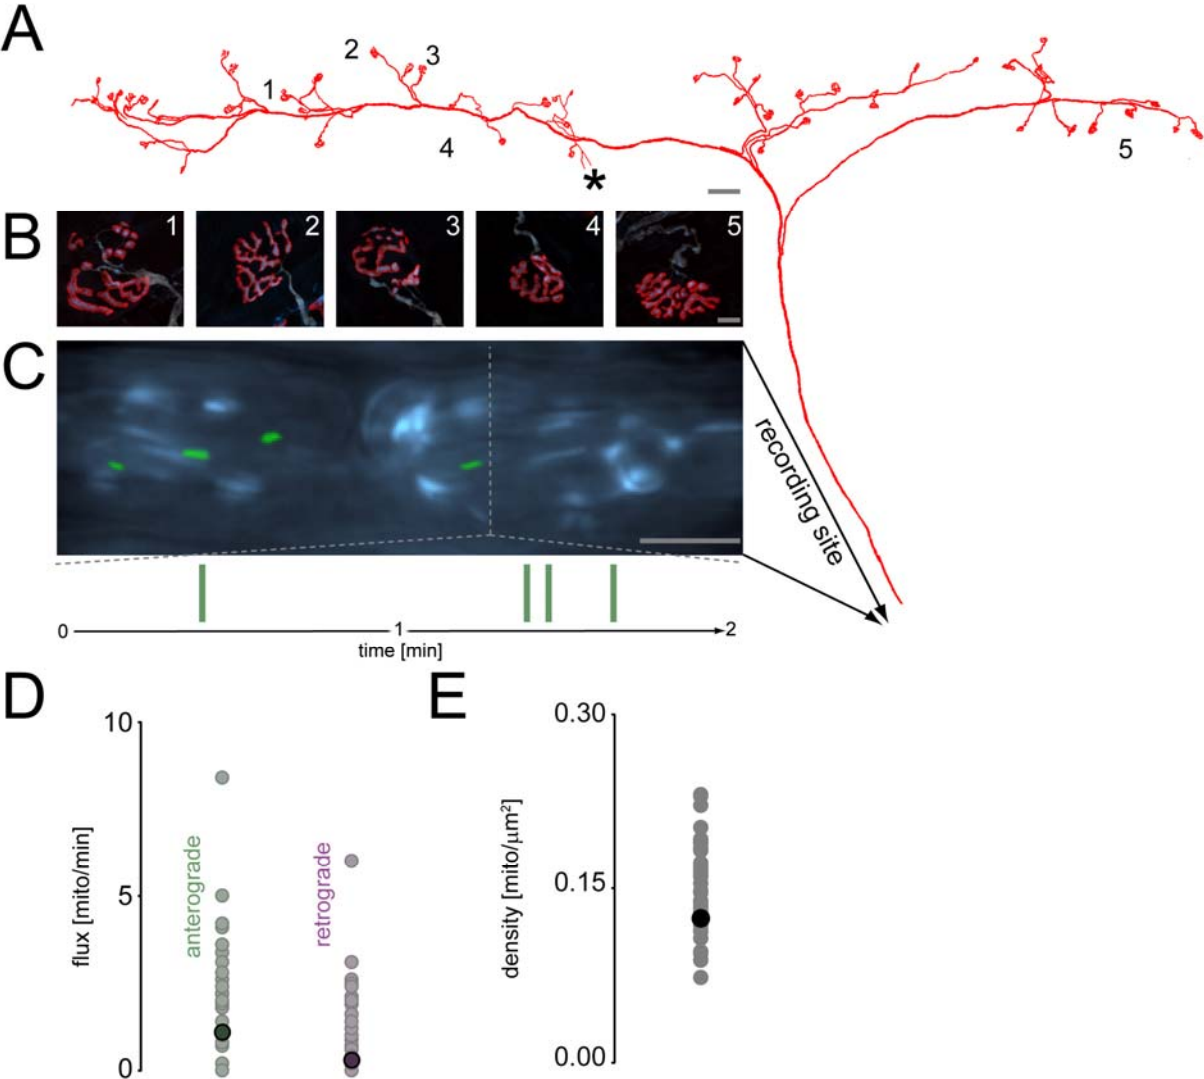 A
2
3
1
4
5
*
B
1
2
3
4
5
C
recording site
0
1
2
time [min]
D
E
10
5
0
flux [mito/min]
anterograde
retrograde
0.30
0.15
0.00
density [mito/μm²]